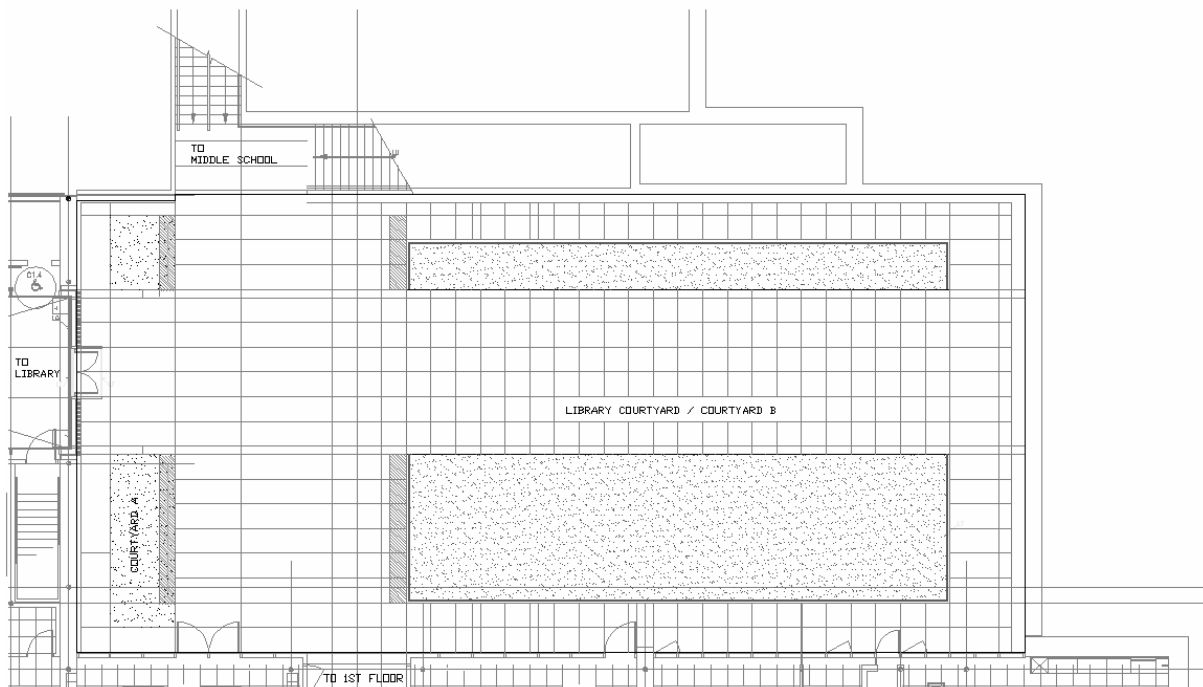 TO
MIDDLE SCHOOL
C1.4
TO
LIBRARY
LIBRARY COURTYARD / COURTYARD B
COURTYARD A
TO 1ST FLOOR